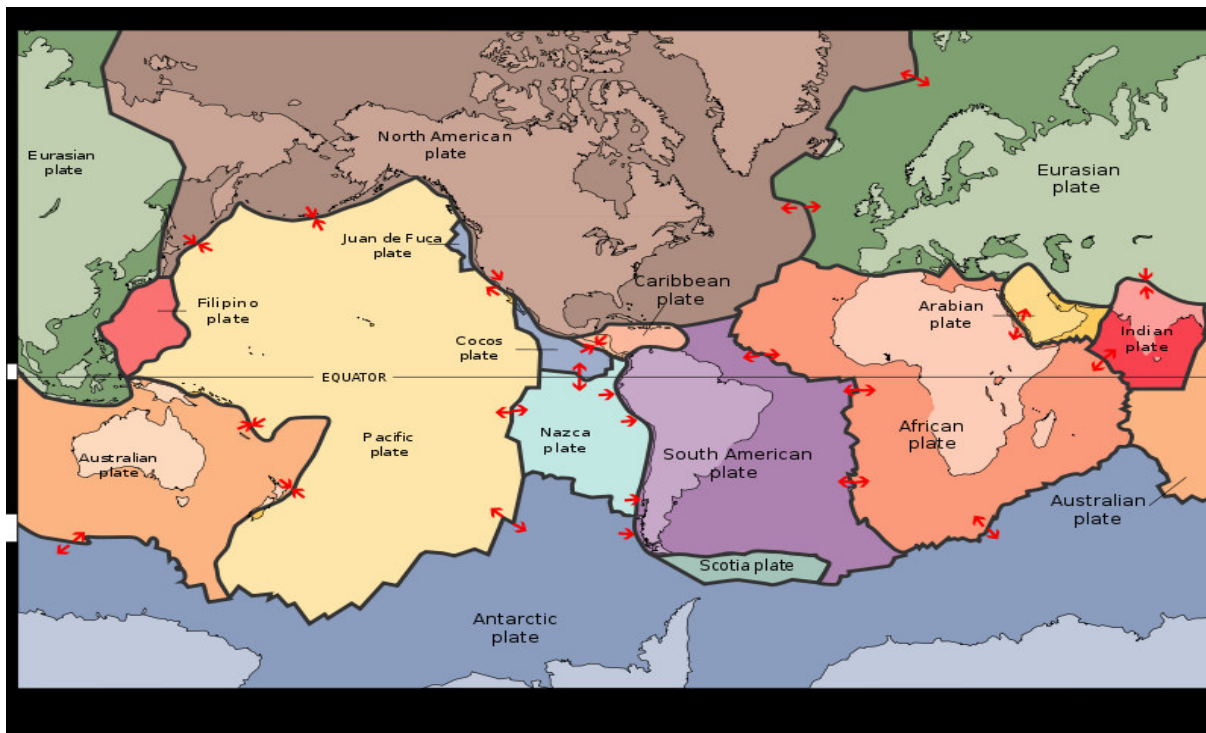 North American
plate
Eurasian
plate
Eurasian
plate
Juan de Fuca
plate
Caribbean
plate
Filipino
plate
Arabian
plate
Indian
plate
Cocos
plate
EQUATOR
Nazca
plate
Pacific
plate
African
plate
South American
plate
Australian
plate
Australian
plate
Scotia plate
Antarctic
plate